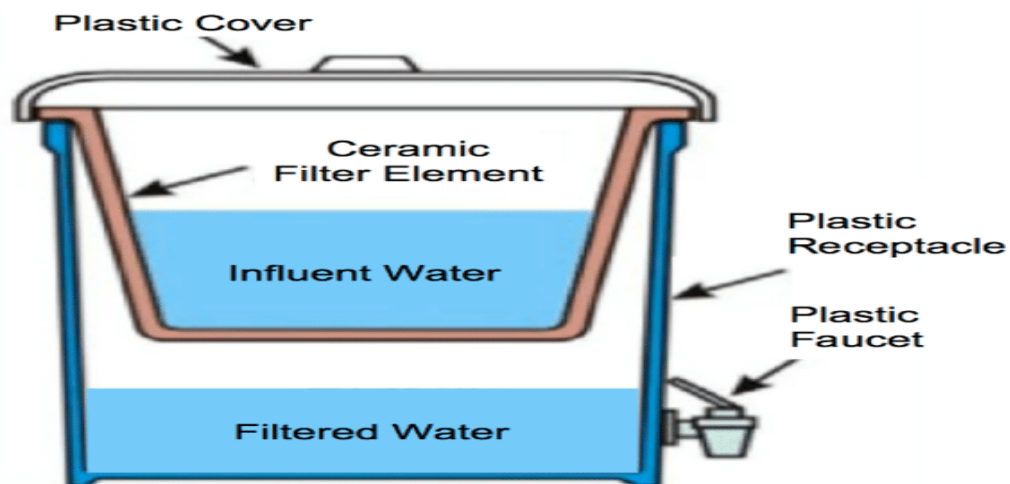 Plastic Cover
Ceramic
Filter Element
Influent Water
Plastic
Receptacle
Plastic
Faucet
Filtered Water